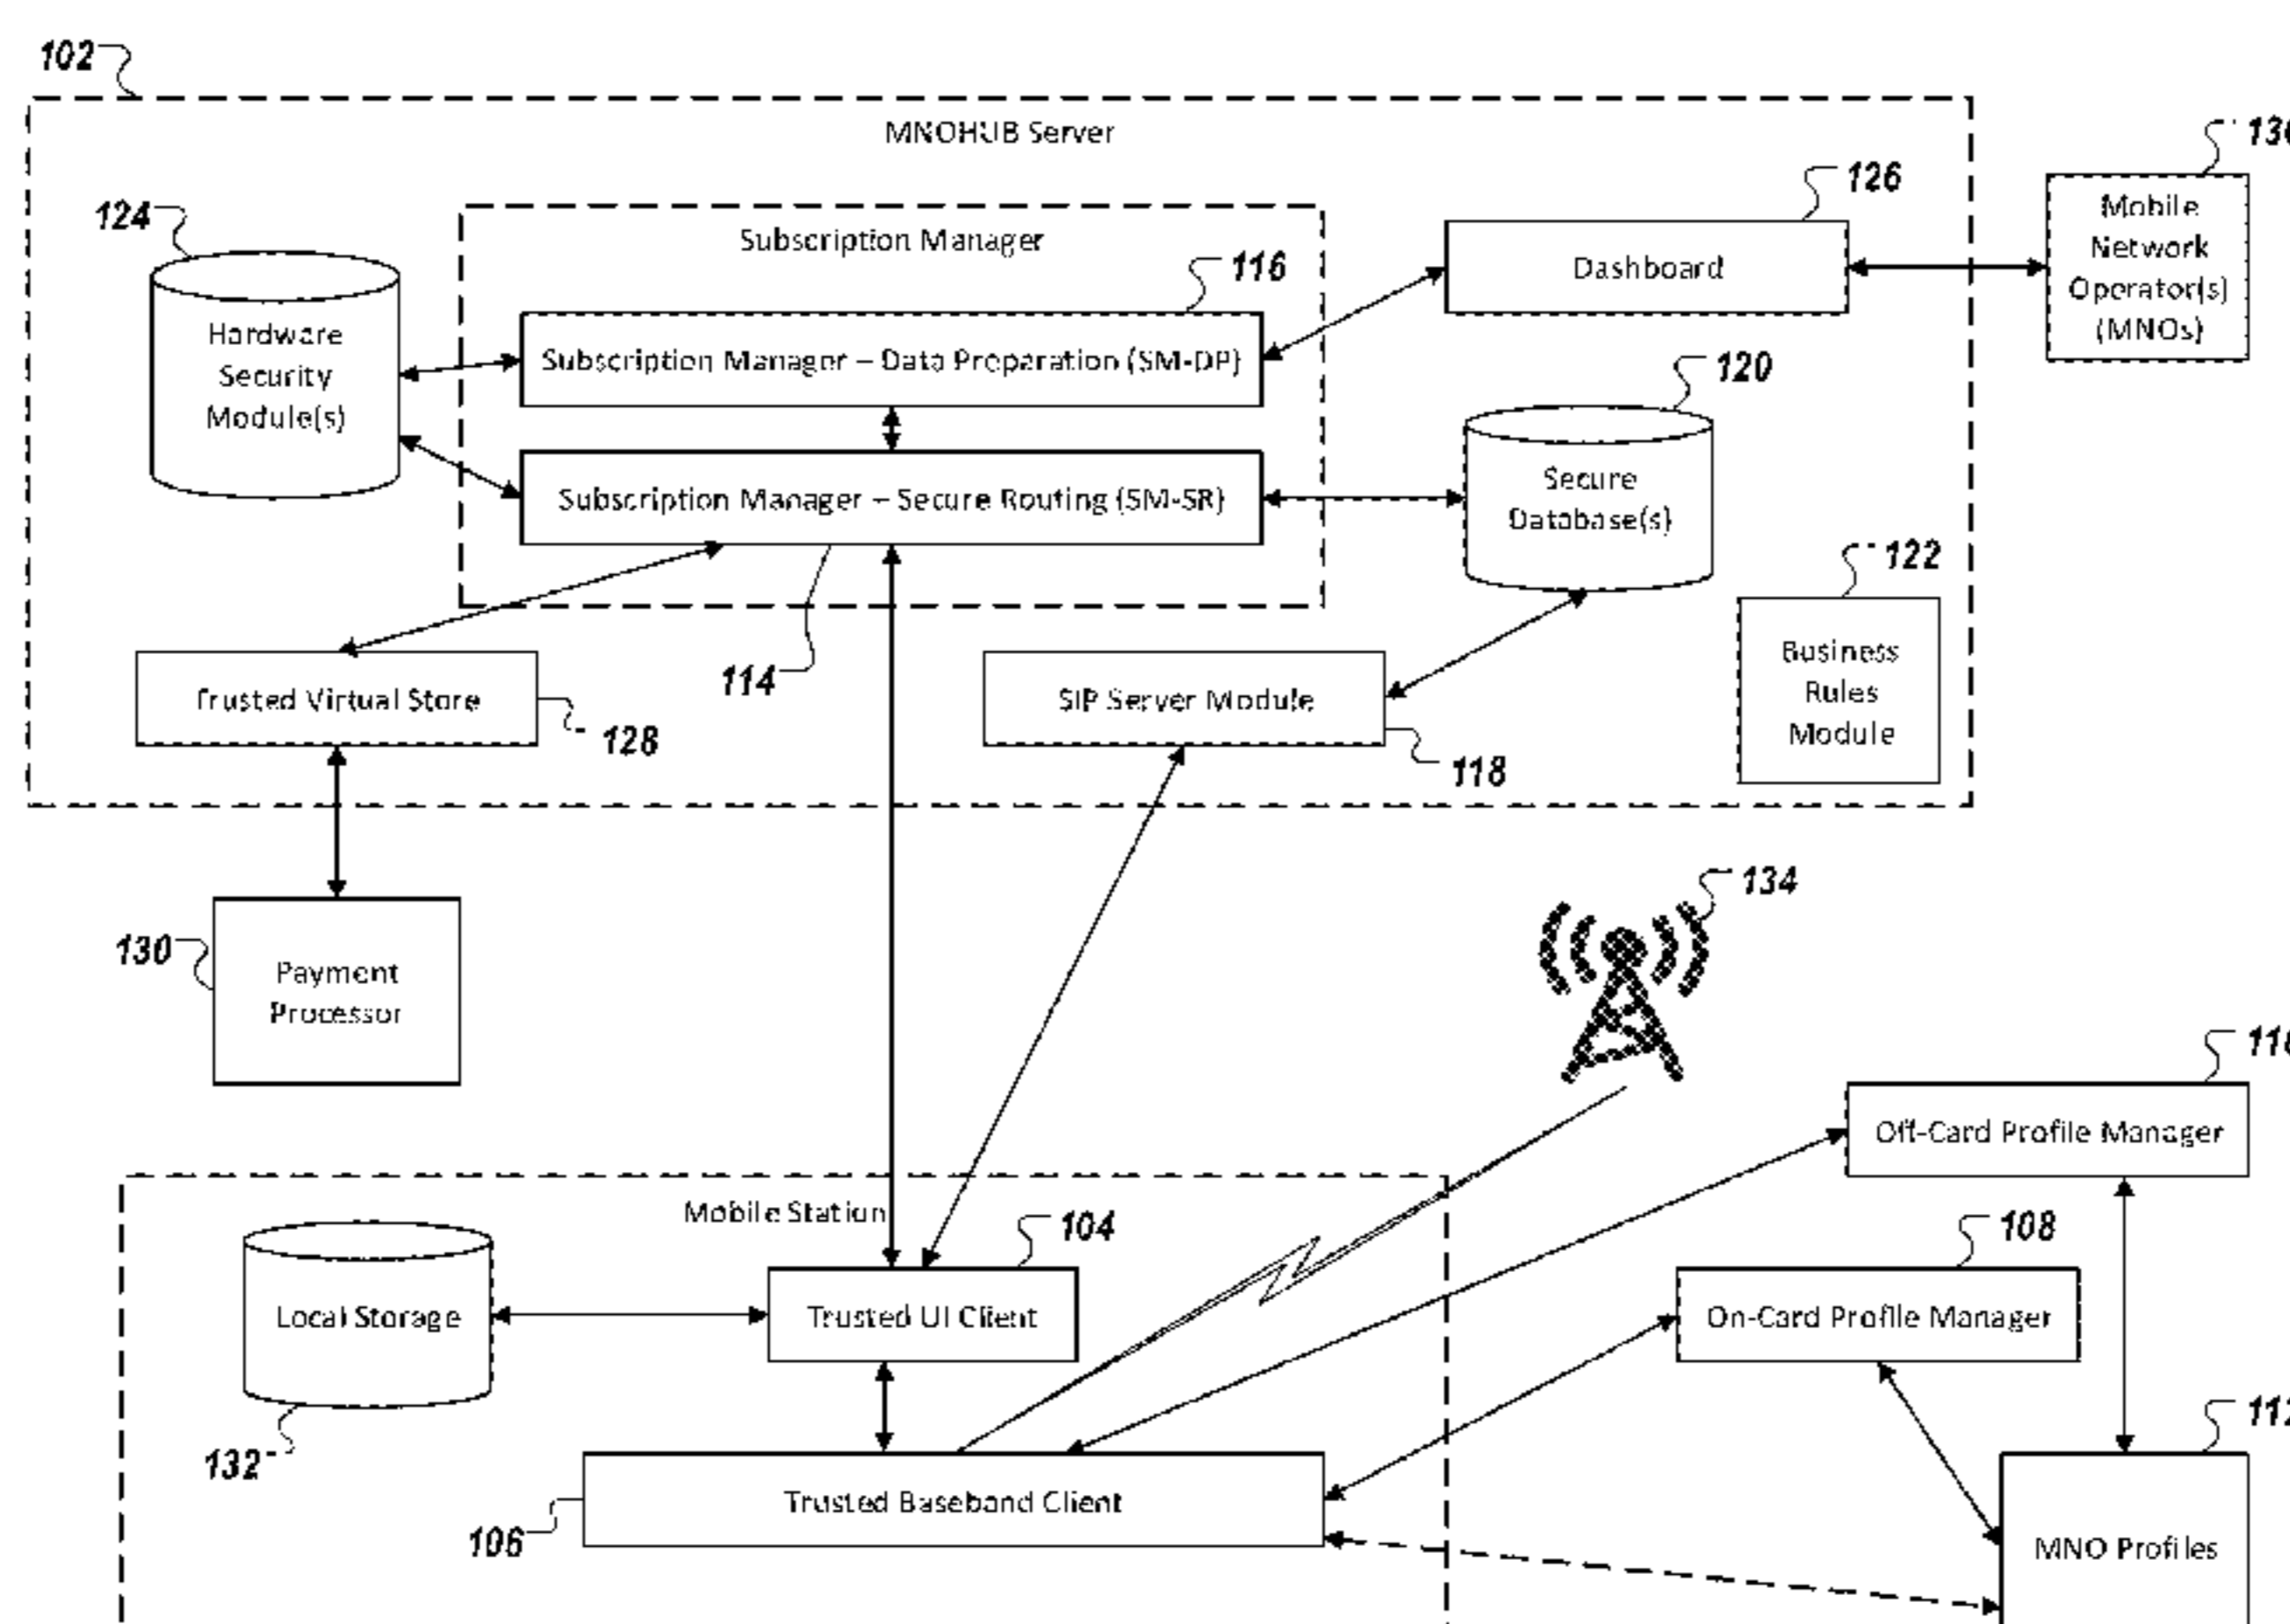 102
MNOHUB Server
136
126
124
Subscription Manager
116
Dashboard
Mobile
Network
Operator(s)
(MNOs)
Hardware
Security
Module(s)
Subscription Manager – Data Preparation (SM-DP)
120
Subscription Manager – Secure Routing (SM-SR)
Secure
Database(s)
122
Business
Rules
Module
114
Trusted Virtual Store
128
SIP Server Module
118
134
130
Payment
Processor
Off-Card Profile Manager
Mobile Station
104
108
Local Storage
Trusted UI Client
On-Card Profile Manager
132
106
Trusted Baseband Client
MNO Profiles